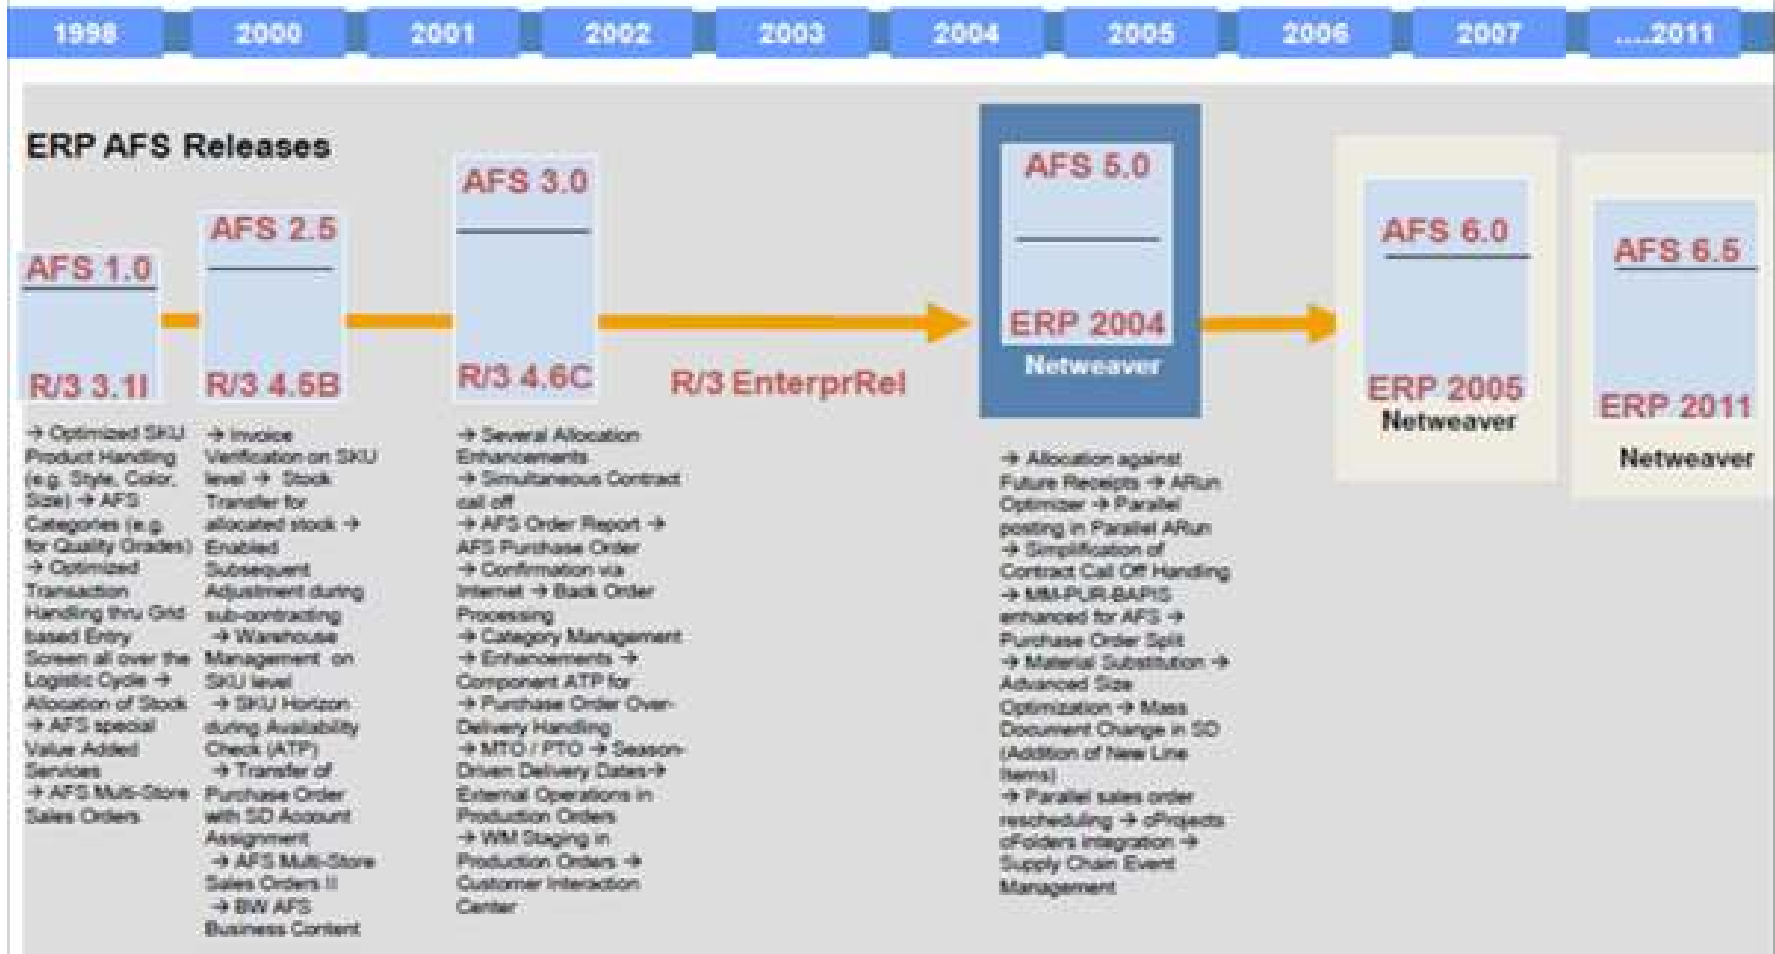 1998 2000 2001 2002 2003 2004 2005 2006 2007 .....2011
ERP AFS Releases
AFS 1.0
R/3 3.1I
AFS 2.5
R/3 4.5B
AFS 3.0
R/3 4.6C
R/3 EnterprRel
AFS 5.0
ERP 2004
Netweaver
AFS 6.0
ERP 2005
Netweaver
AFS 6.5
ERP 2011
Netweaver
→ Optimized SKU
Product Handling
(e.g. Style, Color,
Size) → AFS
Categories (e.g.
for Quality Grades)
→ Optimized
Transaction
Handling thru Grid
based Entry
Screen all over the
Logistic Cycle →
Allocation of Stock
→ AFS special
Value Added
Services
→ AFS Multi-Store
Sales Orders
→ Invoice
Verification on SKU
level → Stock
Transfer for
allocated stock →
Enabled
Subsequent
Adjustment during
sub-contracting
→ Warehouse
Management on
SKU level
→ SKU Horizon
during Availability
Check (ATP)
→ Transfer of
Purchase Order
with SD Account
Assignment
→ AFS Multi-Store
Sales Orders II
→ BW AFS
Business Content
→ Several Allocation
Enhancements
→ Simultaneous Contract
call off
→ AFS Order Report →
AFS Purchase Order
→ Confirmation via
Internet → Back Order
Processing
→ Category Management
→ Enhancements →
Component ATP for
→ Purchase Order Over-
Delivery Handling
→ MTO / PTO → Season-
Driven Delivery Dates→
External Operations in
Production Orders
→ WM Staging in
Production Orders →
Customer Interaction
Center
→ Allocation against
Future Receipts → ARun
Optimizer → Parallel
posting in Parallel ARun
→ Simplification of
Contract Call Off Handling
→ MM-PUR-BAPIS
enhanced for AFS →
Purchase Order Split
→ Material Substitution →
Advanced Size
Optimization → Mass
Document Change in SD
(Addition of New Line
Items)
→ Parallel sales order
rescheduling → cProjects
cFolders integration →
Supply Chain Event
Management